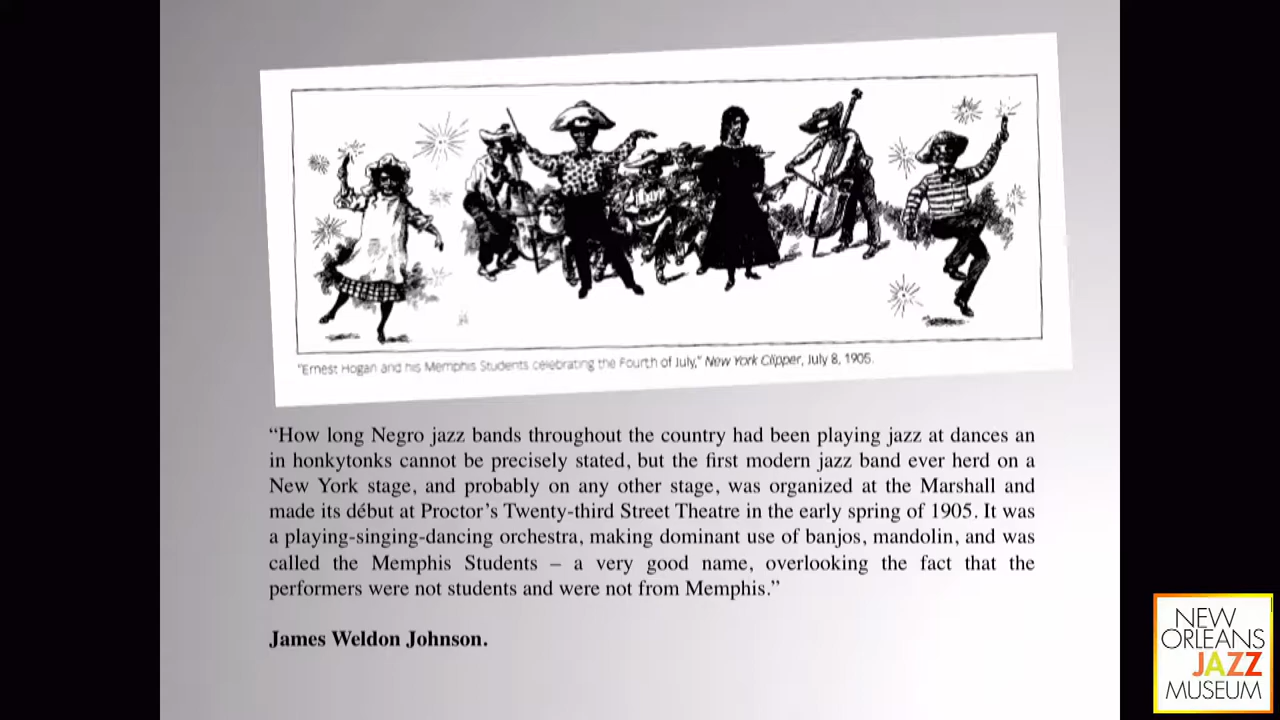 "Ernest Hogan and his Memphis Students celebrating the Fourth of July," New York Clipper, July 8, 1905.
“How long Negro jazz bands throughout the country had been playing jazz at dances an
in honkytonks cannot be precisely stated, but the first modern jazz band ever herd on a
New York stage, and probably on any other stage, was organized at the Marshall and
made its début at Proctor’s Twenty-third Street Theatre in the early spring of 1905. It was
a playing-singing-dancing orchestra, making dominant use of banjos, mandolin, and was
called the Memphis Students – a very good name, overlooking the fact that the
performers were not students and were not from Memphis.”
James Weldon Johnson.
NEW
ORLEANS
JAZZ
MUSEUM